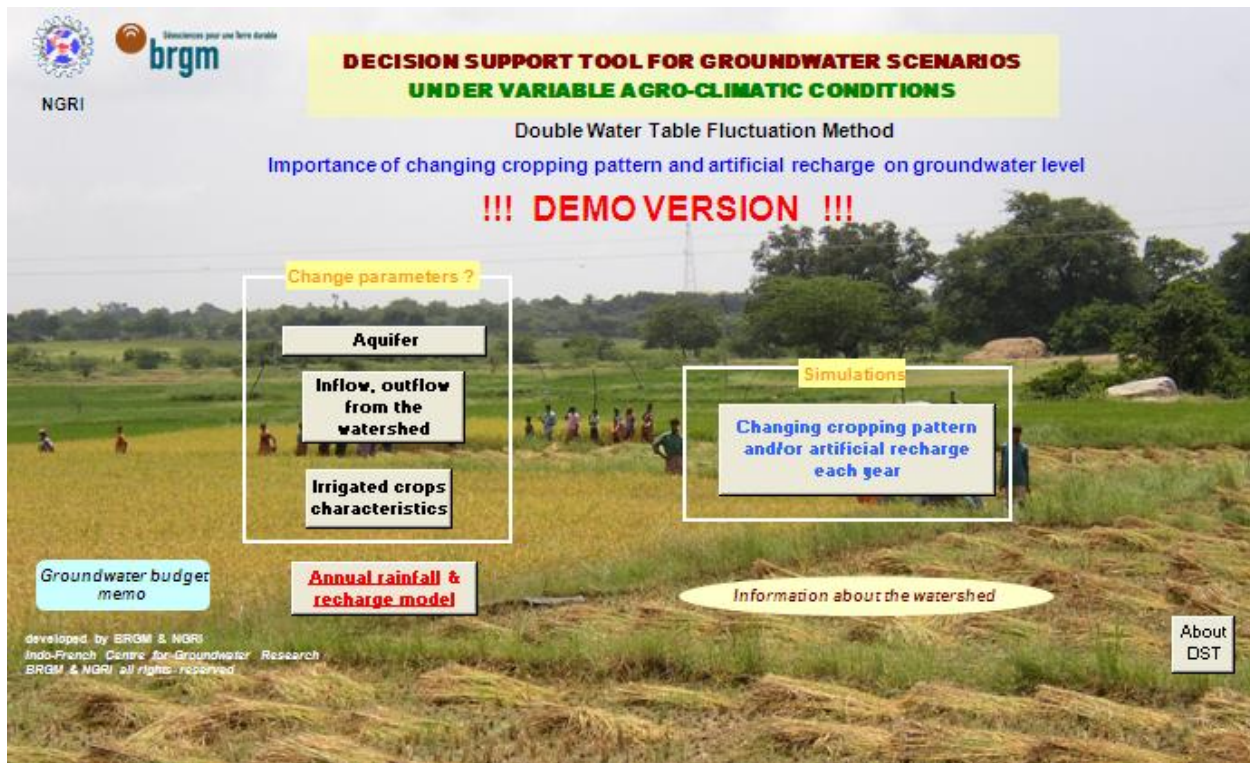 Géosciences pour une Terre durable
brgm
NGRI
DECISION SUPPORT TOOL FOR GROUNDWATER SCENARIOS
UNDER VARIABLE AGRO-CLIMATIC CONDITIONS
Double Water Table Fluctuation Method
Importance of changing cropping pattern and artificial recharge on groundwater level
!!! DEMO VERSION !!!
Change parameters ?
Aquifer
Inflow, outflow
from the
watershed
Irrigated crops
characteristics
Simulations
Changing cropping pattern
and/or artificial recharge
each year
Groundwater budget
memo
Annual rainfall &
recharge model
Information about the watershed
developed by BRGM & NGRI
Indo-French Centre for Groundwater Research
BRGM & NGRI all rights reserved
About
DST